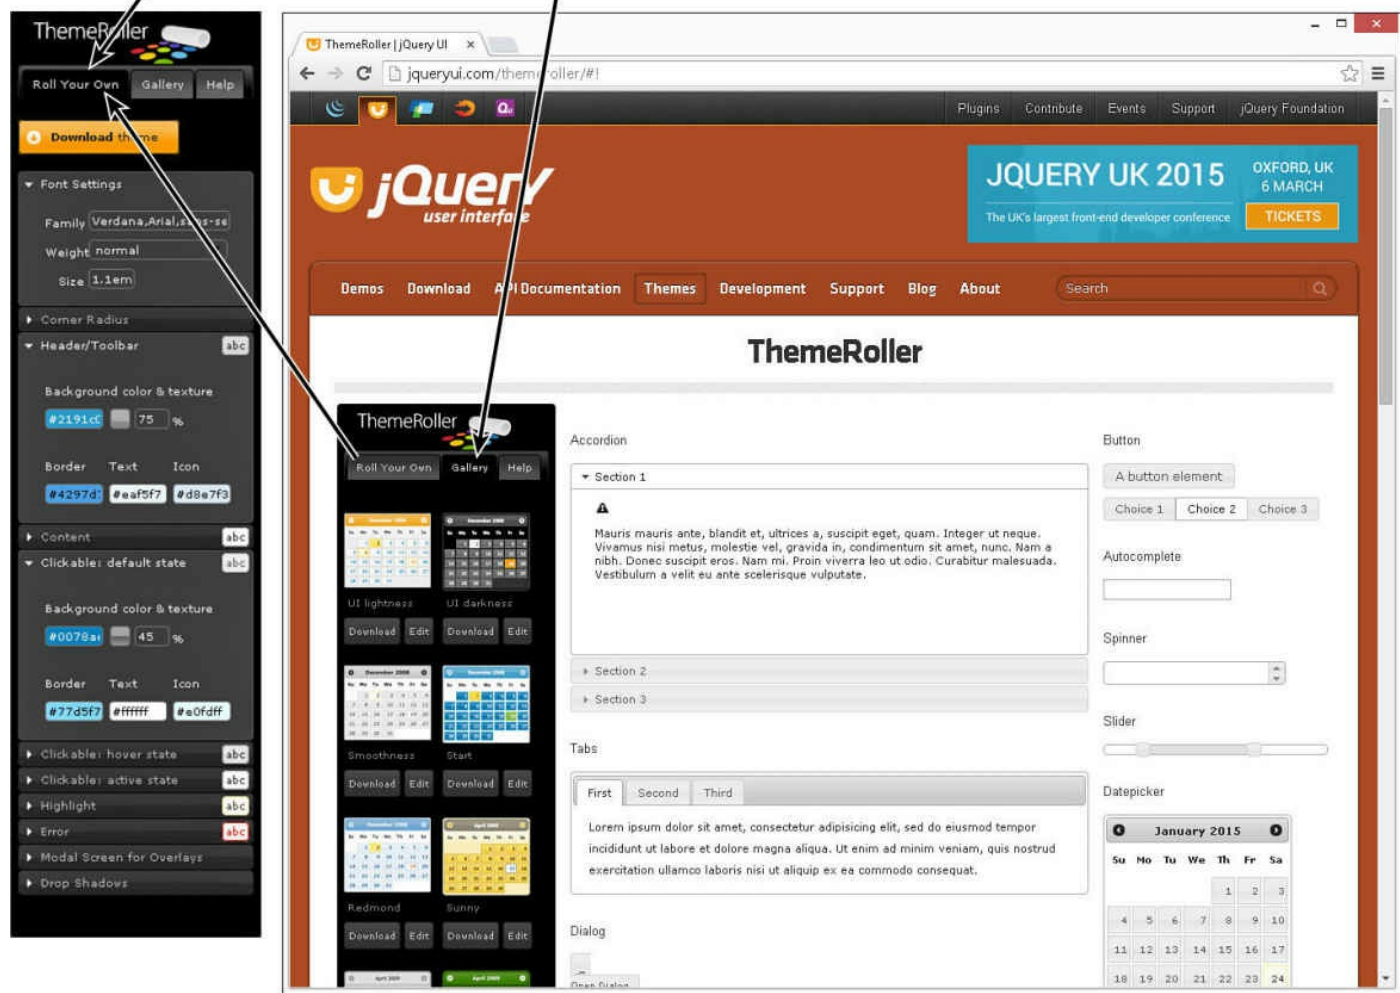 ThemeRoller
Roll Your Own Gallery Help
Download theme
Font Settings
Family Verdana,Arial,sans-se
Weight normal
Size 1.1em
Corner Radius
Header/Toolbar abc
Background color & texture
#2191c0 75 %
Border Text Icon
#4297d #eaf5f7 #d8e7f3
Content abc
Clickable: default state abc
Background color & texture
#0078a 45 %
Border Text Icon
#77d5f7 #ffffff #e0fdff
Clickable: hover state abc
Clickable: active state abc
Highlight abc
Error abc
Modal Screen for Overlays
Drop Shadows
ThemeRoller | jQuery UI
jqueryui.com/themeroller/#!
Plugins Contribute Events Support jQuery Foundation
jQuery
user interface
JQUERY UK 2015 OXFORD, UK
6 MARCH
The UK's largest front-end developer conference TICKETS
Demos Download API Documentation Themes Development Support Blog About Search
ThemeRoller
ThemeRoller
Roll Your Own Gallery Help
UI lightness UI darkness
Download Edit Download Edit
Smoothness Start
Download Edit Download Edit
Redmond Sunny
Download Edit Download Edit
Accordion
Section 1
Mauris mauris ante, blandit et, ultrices a, suscipit eget, quam. Integer ut neque.
Vivamus nisi metus, molestie vel, gravida in, condimentum sit amet, nunc. Nam a
nibh. Donec suscipit eros. Nam mi. Proin viverra leo ut odio. Curabitur malesuada.
Vestibulum a velit eu ante scelerisque vulputate.
Section 2
Section 3
Tabs
First Second Third
Lorem ipsum dolor sit amet, consectetur adipisicing elit, sed do eiusmod tempor
incididunt ut labore et dolore magna aliqua. Ut enim ad minim veniam, quis nostrud
exercitation ullamco laboris nisi ut aliquip ex ea commodo consequat.
Dialog
Open Dialog
Button
A button element
Choice 1 Choice 2 Choice 3
Autocomplete
Spinner
Slider
Datepicker
January 2015
Su Mo Tu We Th Fr Sa
1 2 3
4 5 6 7 8 9 10
11 12 13 14 15 16 17
18 19 20 21 22 23 24